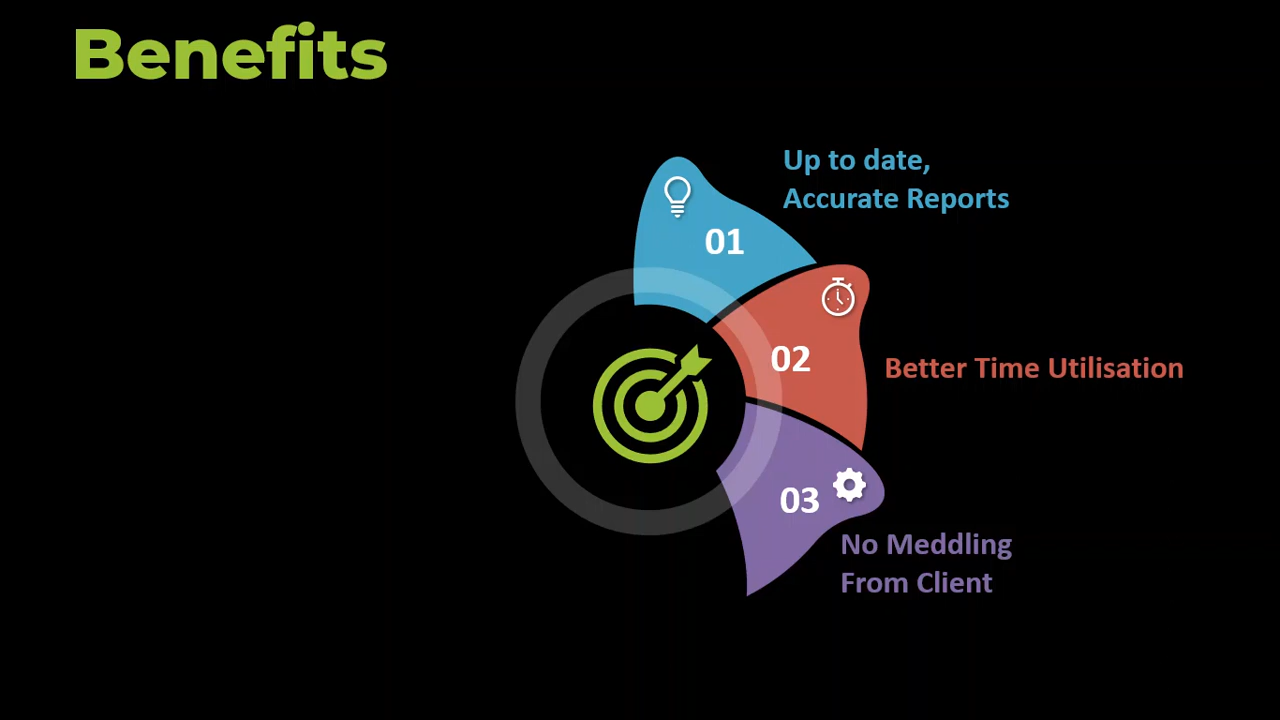 Benefits
Up to date,
Accurate Reports
01
02
Better Time Utilisation
03
No Meddling
From Client